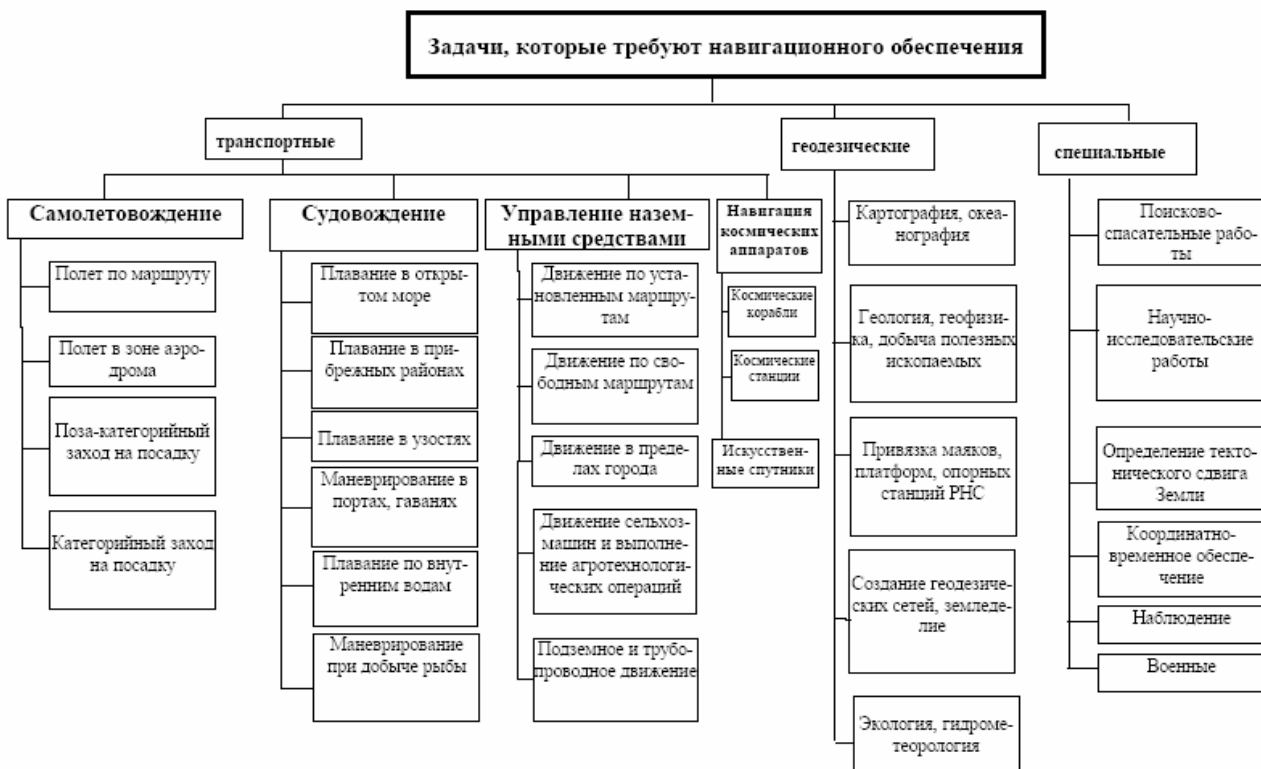 Задачи, которые требуют навигационного обеспечения
транспортные
геодезические
специальные
Самолетовождение
Полет по маршруту
Полет в зоне аэро-
дрома
Поза-категорийный
заход на посадку
Категорийный заход
на посадку
Судовождение
Плавание в откры-
том море
Плавание в при-
брежных районах
Плавание в узостях
Маневрирование в
портах, гаванях
Плавание по внут-
ренним водам
Маневрирование
при добыче рыбы
Управление назем-
ными средствами
Движение по уста-
новленным маршру-
там
Движение по сво-
бодным маршрутам
Движение в преде-
лах города
Движение сельхоз-
машин и выполне-
ние агротехнологи-
ческих операций
Подземное и трубо-
проводное движение
Навигация
космических
аппаратов
Космические
корабли
Космические
станции
Искусствен-
ные спутники
Картография, океа-
нография
Геология, геофизи-
ка, добыча полезных
ископаемых
Привязка маяков,
платформ, опорных
станций РНС
Создание геодезиче-
ских сетей, земледе-
лие
Экология, гидроме-
теорология
Поисково-
спасательные рабо-
ты
Научно-
исследовательские
работы
Определение текто-
нического сдвига
Земли
Координатно-
временное обеспе-
чение
Наблюдение
Военные